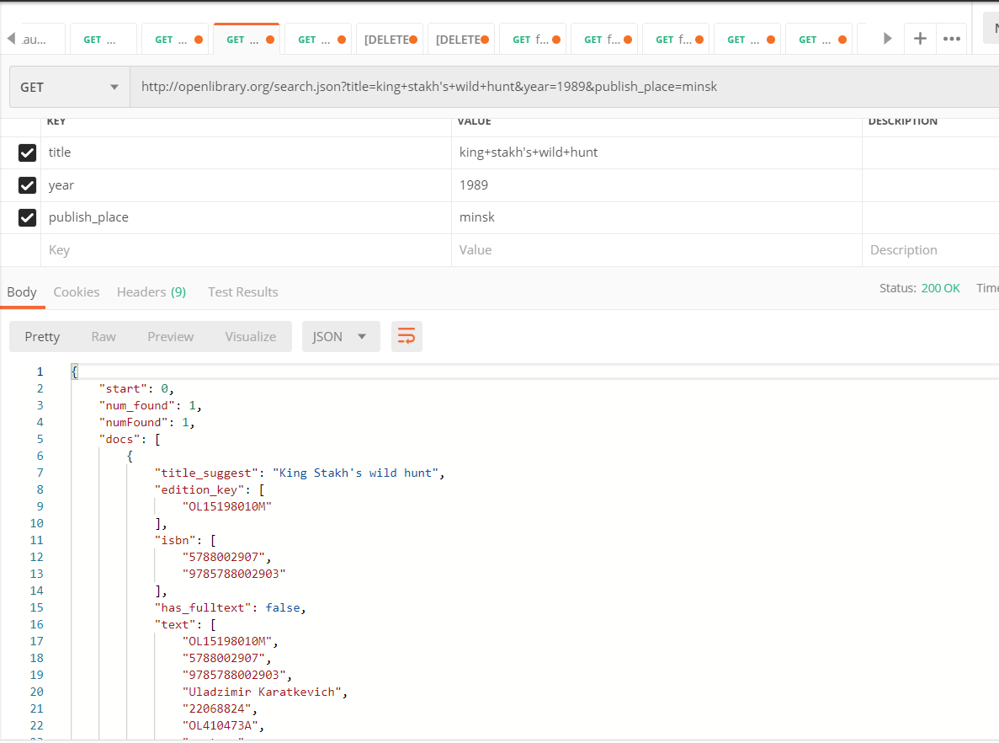 .au...
GET ...
GET ...
GET ...
GET ...
[DELETE
[DELETE
GET f...
GET f...
GET f...
GET ...
GET ...
GET http://openlibrary.org/search.json?title=king+stakh's+wild+hunt&year=1989&publish_place=minsk
KEY VALUE DESCRIPTION
title king+stakh's+wild+hunt
year 1989
publish_place minsk
Key Value Description
Body Cookies Headers (9) Test Results Status: 200 OK Time
Pretty Raw Preview Visualize JSON
1 {
2 "start": 0,
3 "num_found": 1,
4 "numFound": 1,
5 "docs": [
6 {
7 "title_suggest": "King Stakh's wild hunt",
8 "edition_key": [
9 "OL15198010M"
10 ],
11 "isbn": [
12 "5788002907",
13 "9785788002903"
14 ],
15 "has_fulltext": false,
16 "text": [
17 "OL15198010M",
18 "5788002907",
19 "9785788002903",
20 "Uladzimir Karatkevich",
21 "22068824",
22 "OL410473A",